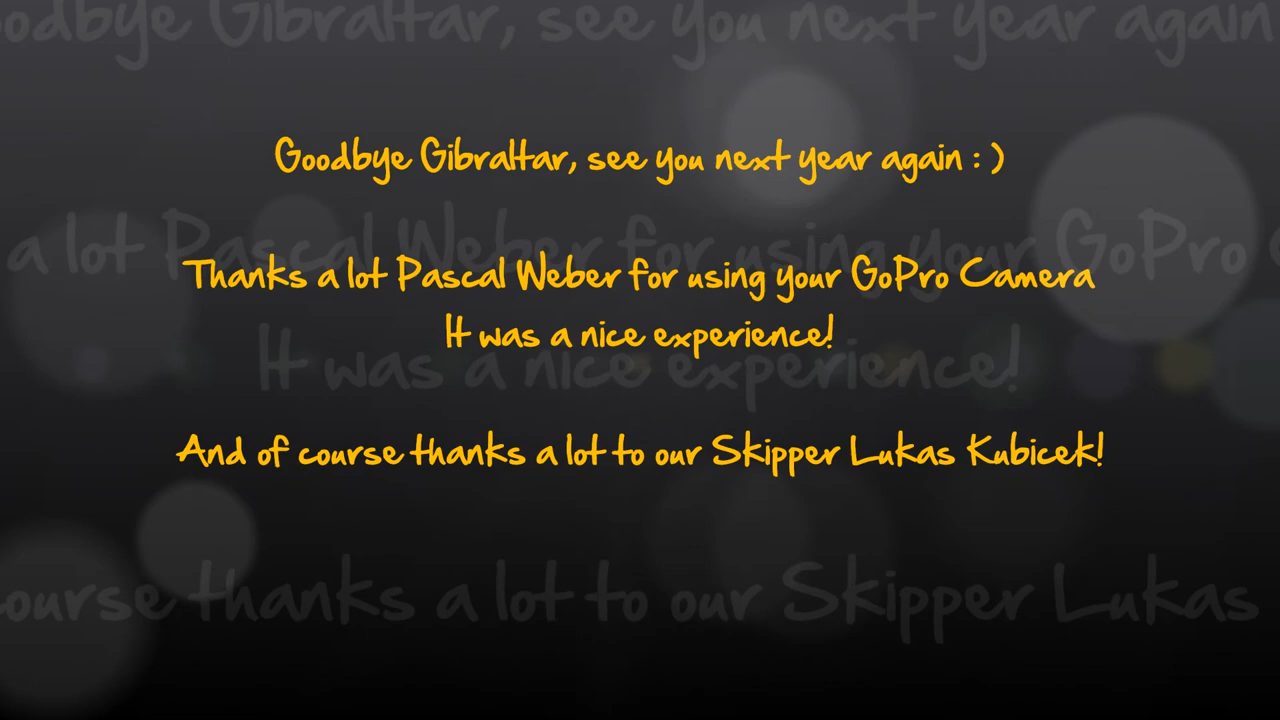 Goodbye Gibraltar, see you next year again : )
Thanks a lot Pascal Weber for using your GoPro Camera
It was a nice experience!
And of course thanks a lot to our Skipper Lukas Kubicek!